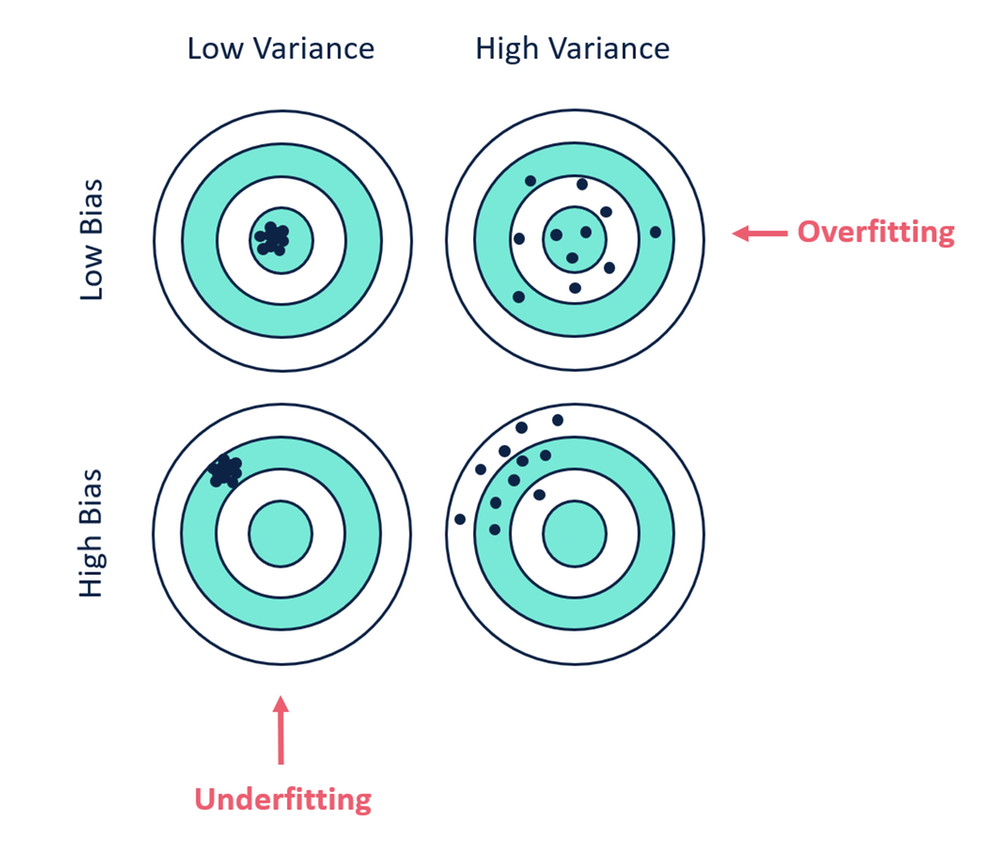 Low Variance
High Variance
Low Bias
Overfitting
High Bias
Underfitting